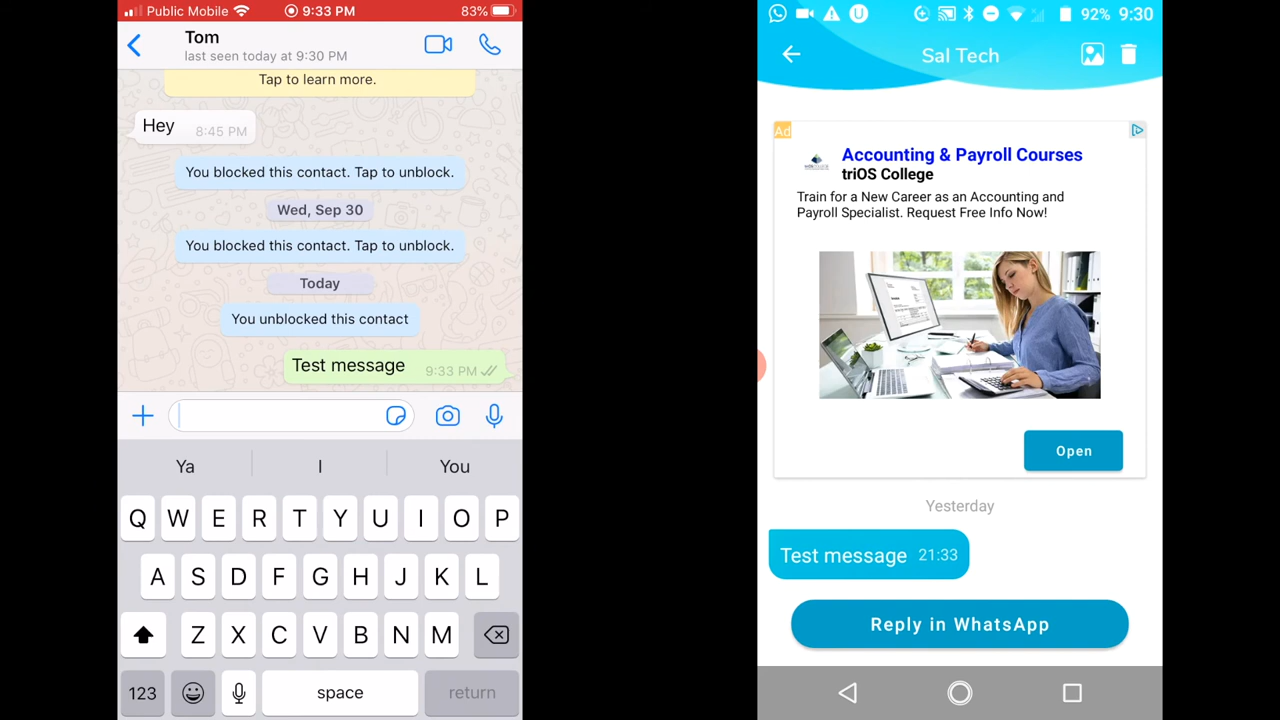 Public Mobile 9:33 PM 83%
Tom
last seen today at 9:30 PM
Tap to learn more.
Hey 8:45 PM
You blocked this contact. Tap to unblock.
Wed, Sep 30
You blocked this contact. Tap to unblock.
Today
You unblocked this contact
Test message 9:33 PM
Ya I You
Q W E R T Y U I O P
A S D F G H J K L
Z X C V B N M
123 space return
U 92% 9:30
Sal Tech
Ad
Accounting & Payroll Courses
triOS College
Train for a New Career as an Accounting and
Payroll Specialist. Request Free Info Now!
Open
Yesterday
Test message 21:33
Reply in WhatsApp